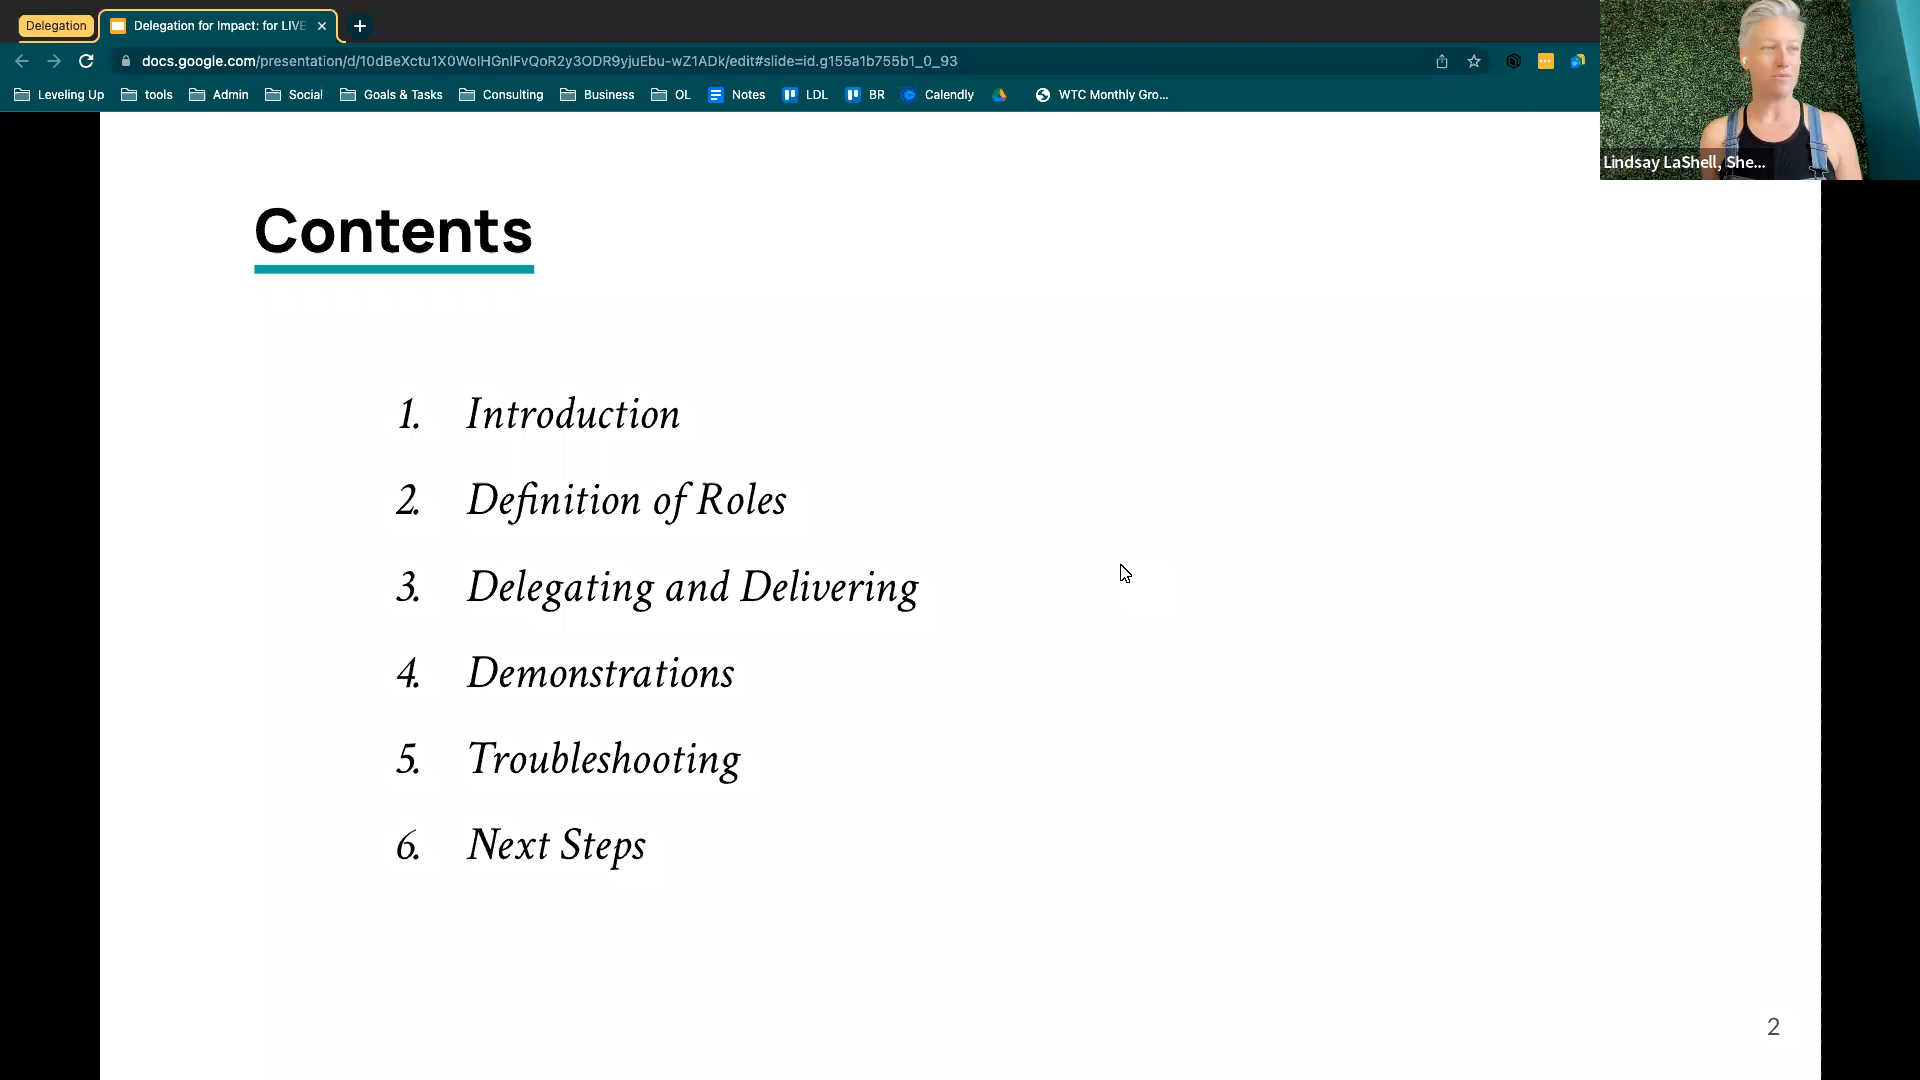 Delegation
Delegation for Impact: for LIVE
docs.google.com/presentation/d/10dBeXctu1X0WolHGnlFvQoR2y3ODR9yjuEbu-wZ1ADk/edit#slide=id.g155a1b755b1_0_93
Leveling Up tools Admin Social Goals & Tasks Consulting Business OL Notes LDL BR Calendly WTC Monthly Gro...
Lindsay LaShell, She...
Contents
1. Introduction
2. Definition of Roles
3. Delegating and Delivering
4. Demonstrations
5. Troubleshooting
6. Next Steps
2